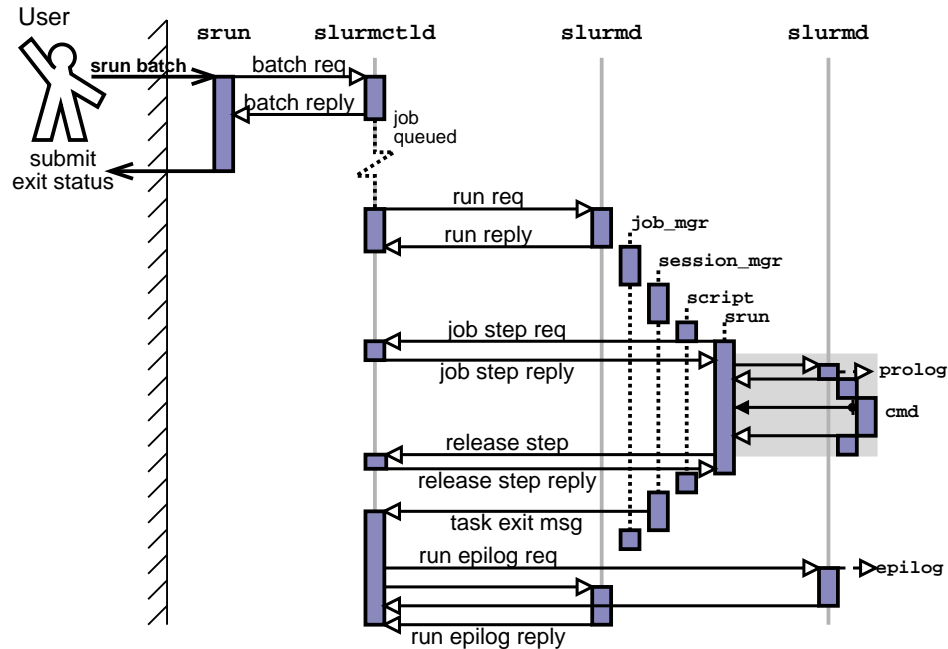 User
srun
slurmctld
slurmd
slurmd
srun batch
batch req
batch reply
job
queued
submit
exit status
run req
run reply
job_mgr
session_mgr
script
srun
job step req
job step reply
prolog
cmd
release step
release step reply
task exit msg
run epilog req
epilog
run epilog reply